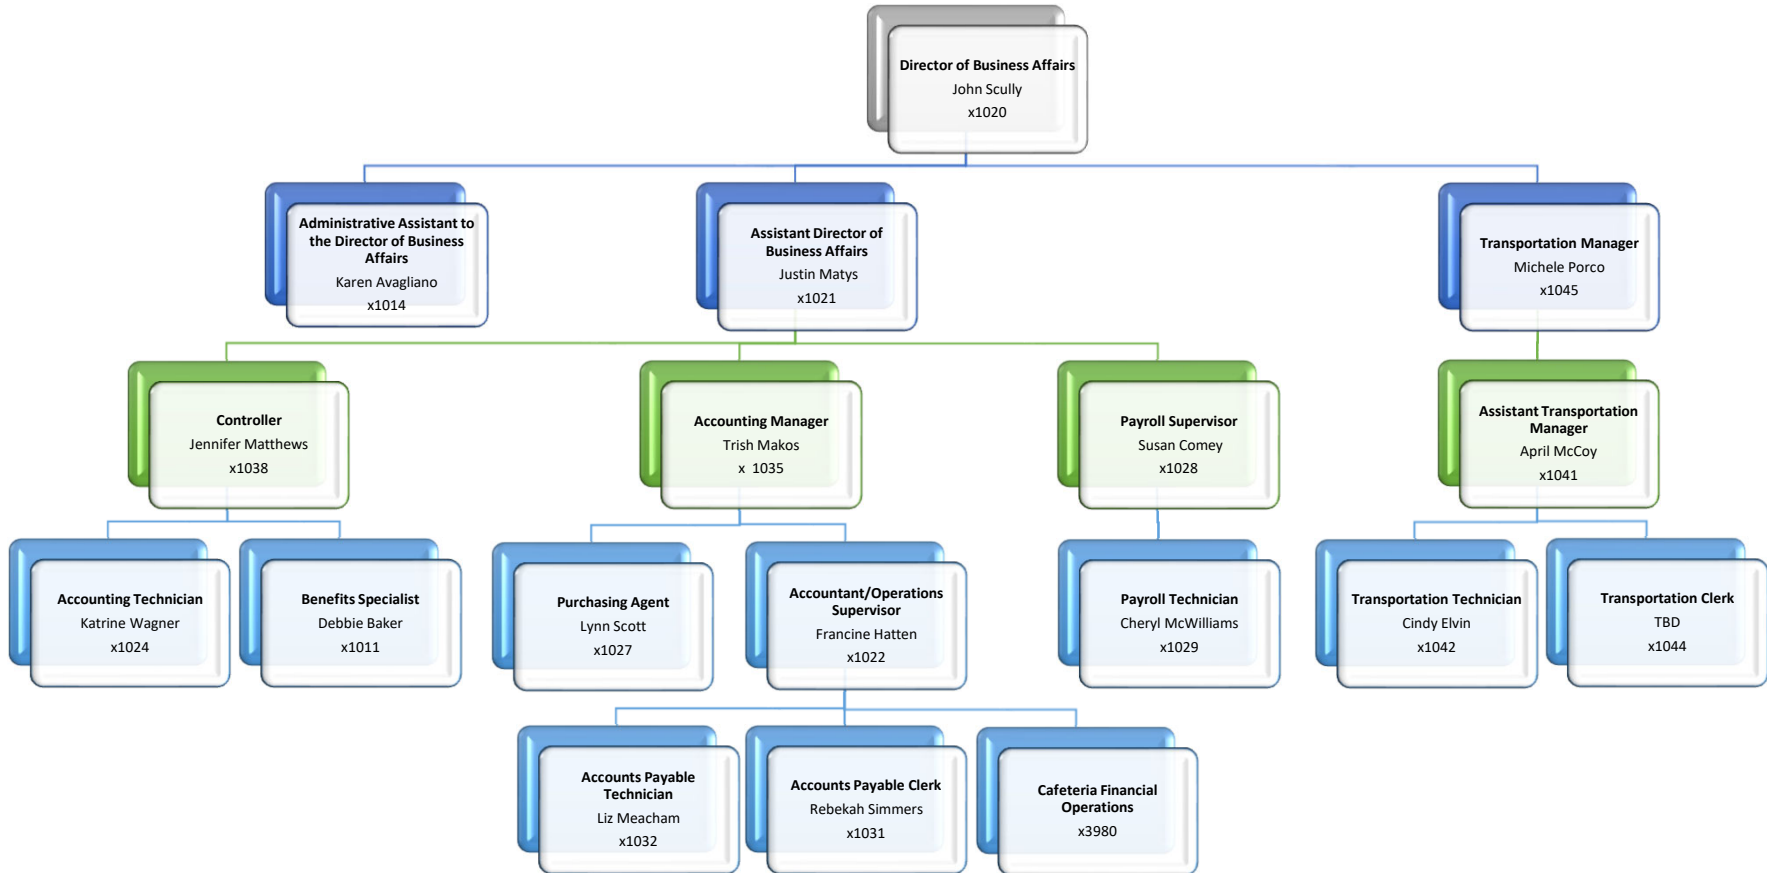 Director of Business Affairs
John Scully
x1020
Administrative Assistant to
the Director of Business
Affairs
Karen Avagliano
x1014
Assistant Director of
Business Affairs
Justin Matys
x1021
Transportation Manager
Michele Porco
x1045
Controller
Jennifer Matthews
x1038
Accounting Manager
Trish Makos
x 1035
Payroll Supervisor
Susan Comey
x1028
Assistant Transportation
Manager
April McCoy
x1041
Accounting Technician
Katrine Wagner
x1024
Benefits Specialist
Debbie Baker
x1011
Purchasing Agent
Lynn Scott
x1027
Accountant/Operations
Supervisor
Francine Hatten
x1022
Payroll Technician
Cheryl McWilliams
x1029
Transportation Technician
Cindy Elvin
x1042
Transportation Clerk
TBD
x1044
Accounts Payable
Technician
Liz Meacham
x1032
Accounts Payable Clerk
Rebekah Simmers
x1031
Cafeteria Financial
Operations
x3980